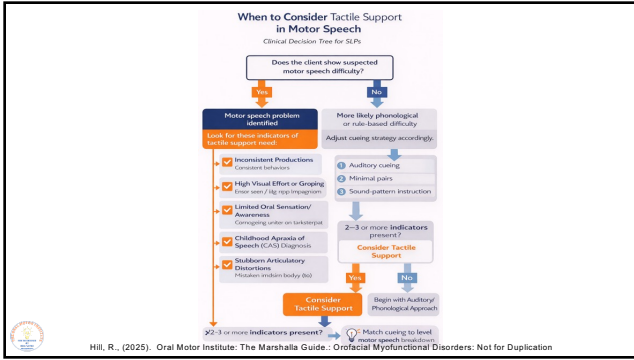 When to Consider Tactile Support
in Motor Speech
Clinical Decision Tree for SLPs
Does the client show suspected
motor speech difficulty?
Yes
No
Motor speech problem
identified
Look for these indicators of
tactile support need:
Inconsistent Productions
Consistent behaviors
High Visual Effort or Groping
Limited Oral Sensation/
Awareness
Childhood Apraxia of
Speech (CAS) Diagnosis
Stubborn Articulatory
Distortions
Mistaken
More likely phonological
or rule-based difficulty
Adjust cueing strategy accordingly.
1 Auditory cueing
2 Minimal pairs
3 Sound-pattern instruction
2–3 or more indicators
present?
Consider Tactile
Support
Yes
No
Consider
Tactile Support
Begin with Auditory/
Phonological Approach
2–3 or more indicators present?
Match cueing to level
motor speech breakdown.
Hill, R., (2025). Oral Motor Institute: The Marshalla Guide.: Orofacial Myofunctional Disorders: Not for Duplication